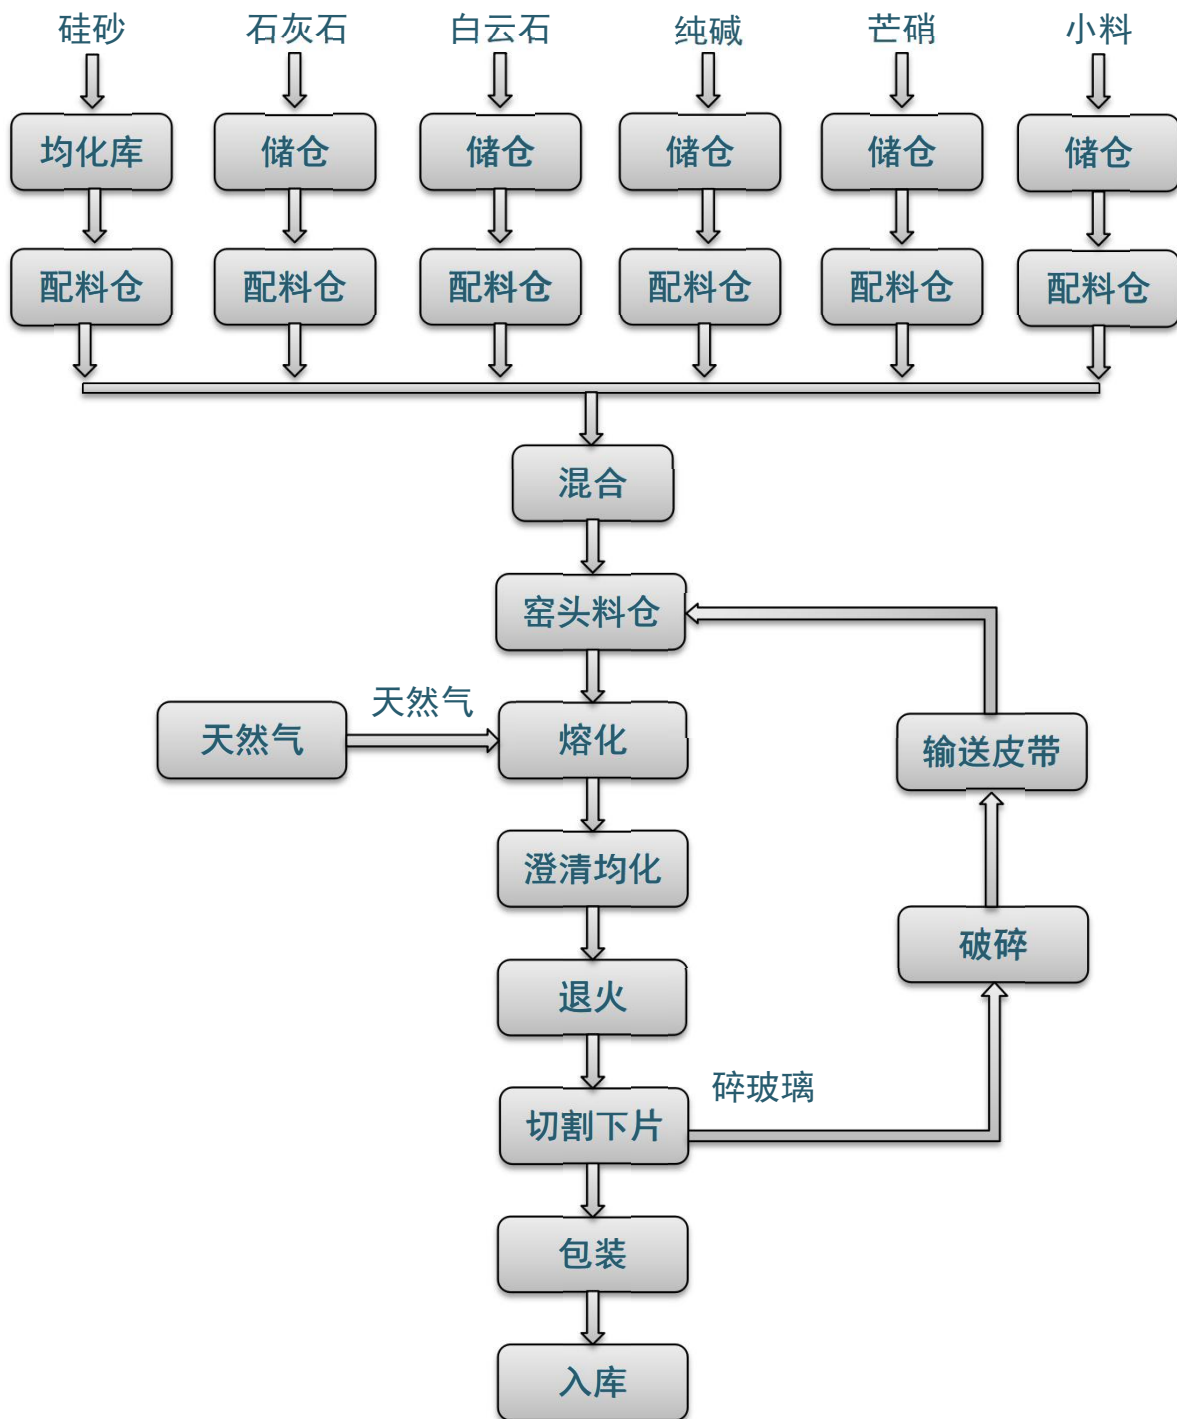 硅砂 石灰石 白云石 纯碱 芒硝 小料
均化库 储仓 储仓 储仓 储仓 储仓
配料仓 配料仓 配料仓 配料仓 配料仓 配料仓
混合
窑头料仓
天然气
天然气 熔化 输送皮带
澄清均化
破碎
退火
碎玻璃
切割下片
包装
入库